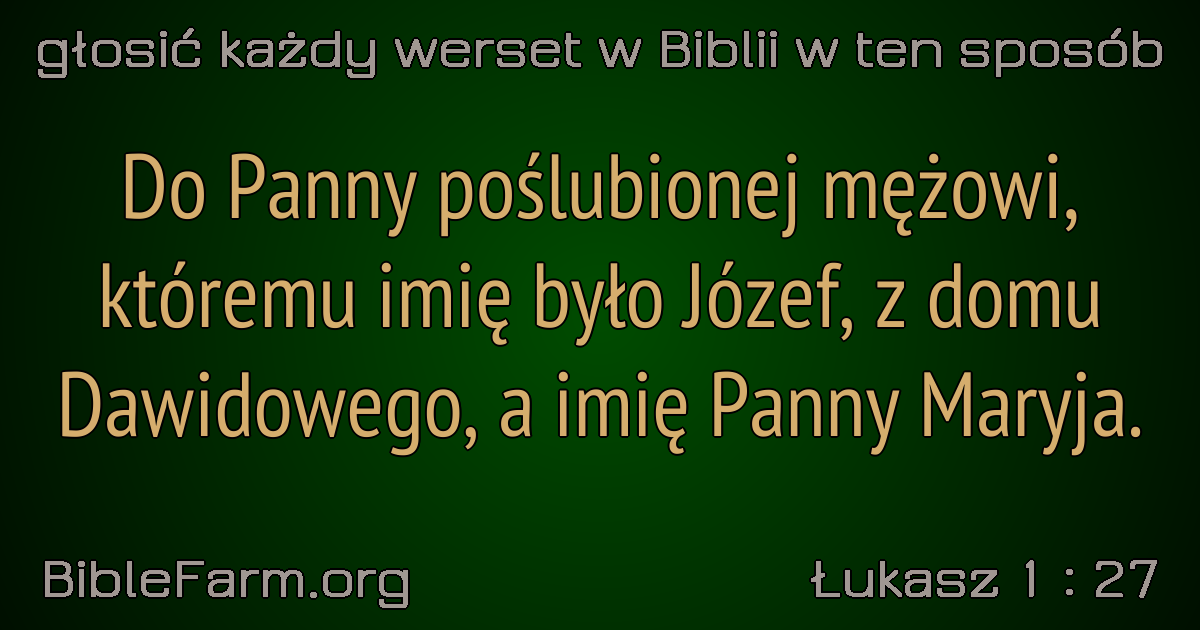 głosić każdy werset w Biblii w ten sposób
Do Panny poślubionej mężowi,
któremu imię było Józef, z domu
Dawidowego, a imię Panny Maryja.
BibleFarm.org
Łukasz 1 : 27